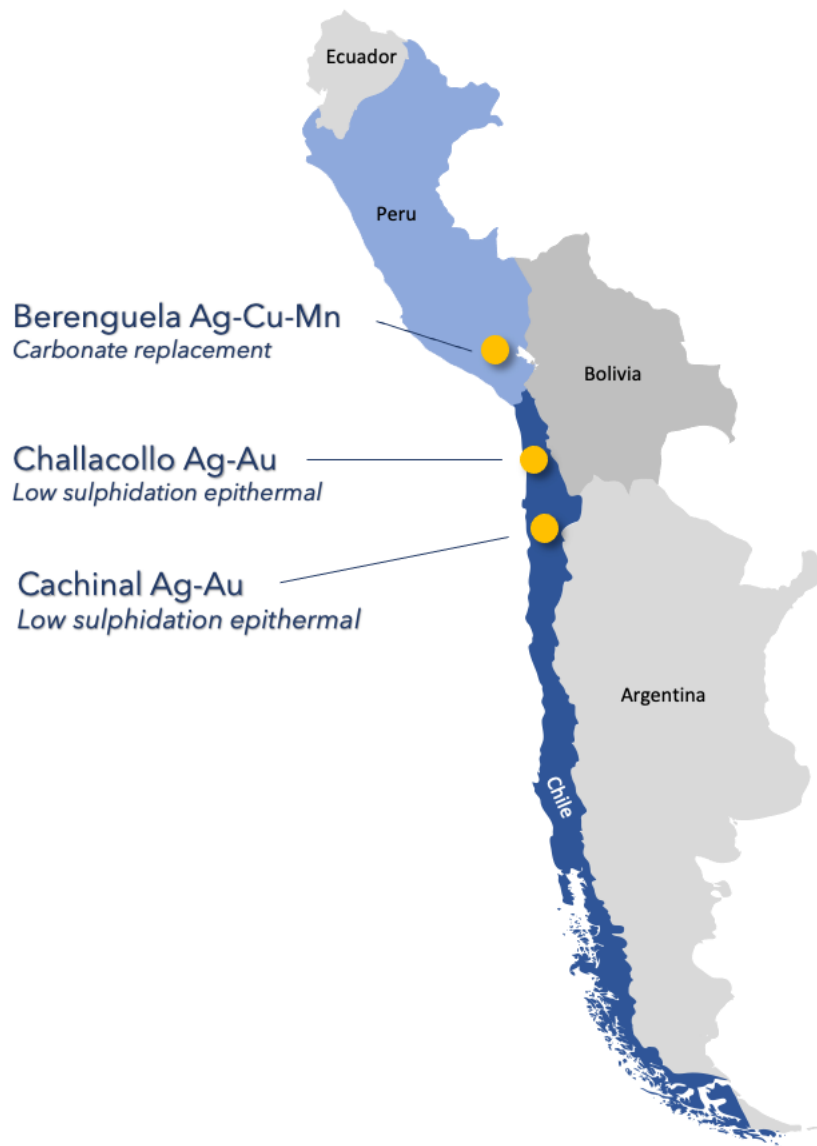 Ecuador
Peru
Berenguela Ag-Cu-Mn
Carbonate replacement
Bolivia
Challacollo Ag-Au
Low sulphidation epithermal
Cachinal Ag-Au
Low sulphidation epithermal
Argentina
Chile